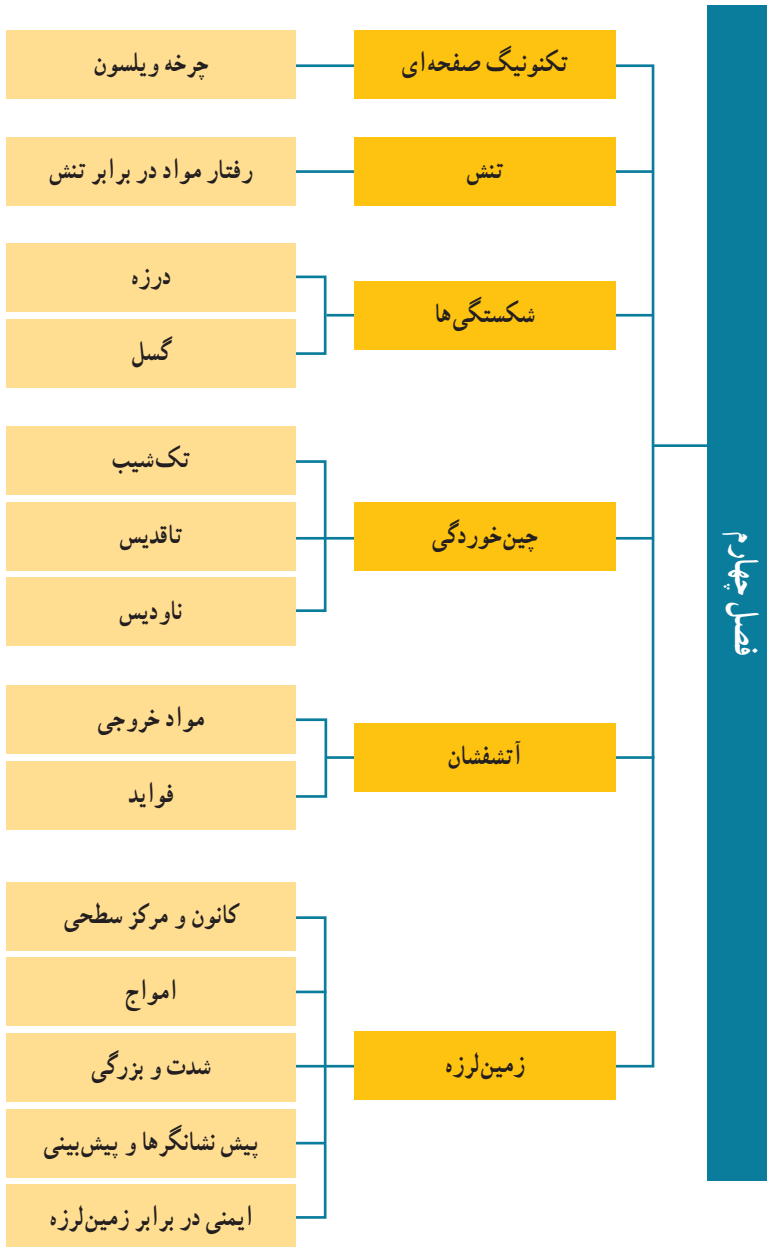 فصل چهارم
تکتونیگ صفحه‌ای
چرخه ویلسون
تنش
رفتار مواد در برابر تنش
شکستگی‌ها
درزه
گسل
چین‌خوردگی
تک‌شیب
تاقدیس
ناودیس
آتشفشان
مواد خروجی
فواید
زمین‌لرزه
کانون و مرکز سطحی
امواج
شدت و بزرگی
پیش نشانگرها و پیش‌بینی
ایمنی در برابر زمین‌لرزه